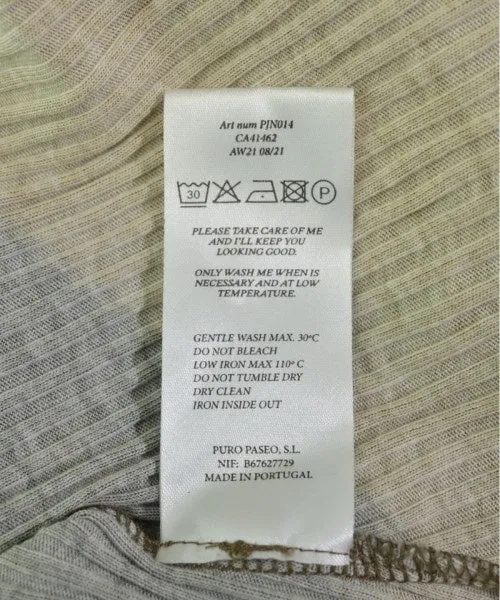 Art num PJN014
CA41462
AW21 08/21
30 P
PLEASE TAKE CARE OF ME
AND I'LL KEEP YOU
LOOKING GOOD.
ONLY WASH ME WHEN IS
NECESSARY AND AT LOW
TEMPERATURE.
GENTLE WASH MAX. 30ºC
DO NOT BLEACH
LOW IRON MAX 110º C
DO NOT TUMBLE DRY
DRY CLEAN
IRON INSIDE OUT
PURO PASEO, S.L.
NIF: B67627729
MADE IN PORTUGAL